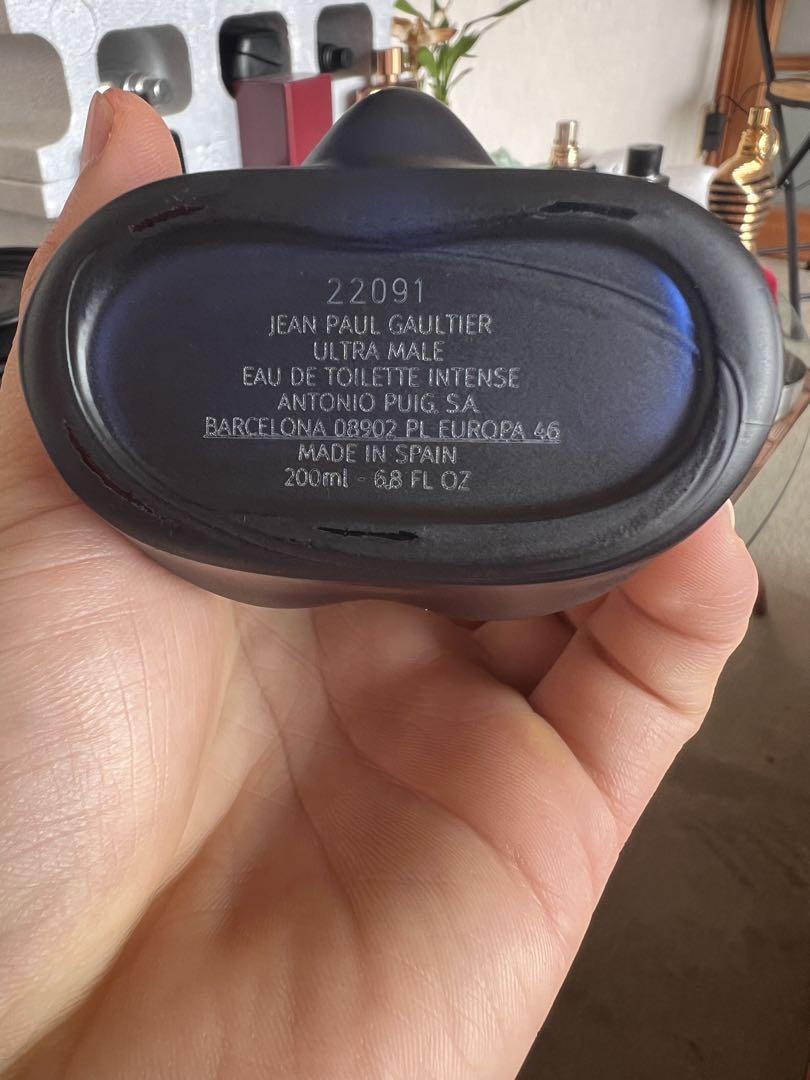 22091
JEAN PAUL GAULTIER
ULTRA MALE
EAU DE TOILETTE INTENSE
ANTONIO PUIG, S.A.
BARCELONA 08902 PL EUROPA 46
MADE IN SPAIN
200ml - 6.8 FL OZ